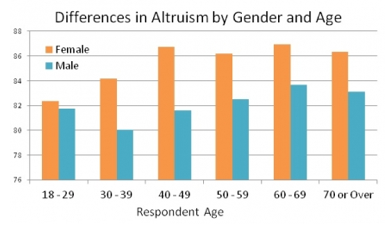 Differences in Altruism by Gender and Age
88
86
84
82
80
78
76
Female
Male
18 - 29
30 - 39
40 - 49
50 - 59
60 - 69
70 or Over
Respondent Age